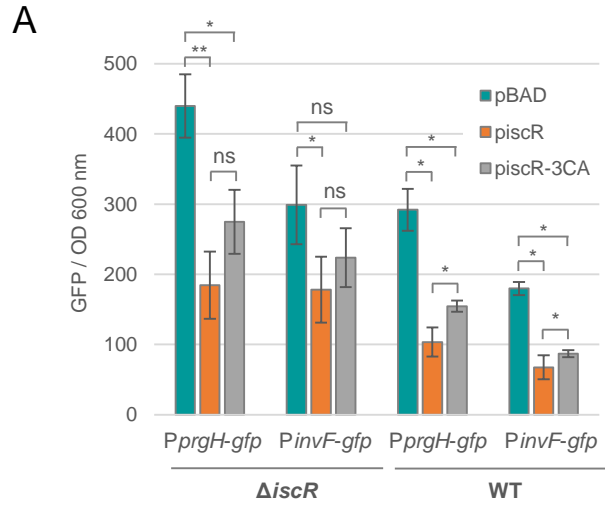 A
*
**
ns
ns
*
ns
*
*
*
*
*
*
500
400
300
200
100
0
GFP / OD 600 nm
pBAD
piscR
piscR-3CA
PprgH-gfp PinvF-gfp PprgH-gfp PinvF-gfp
ΔiscR WT